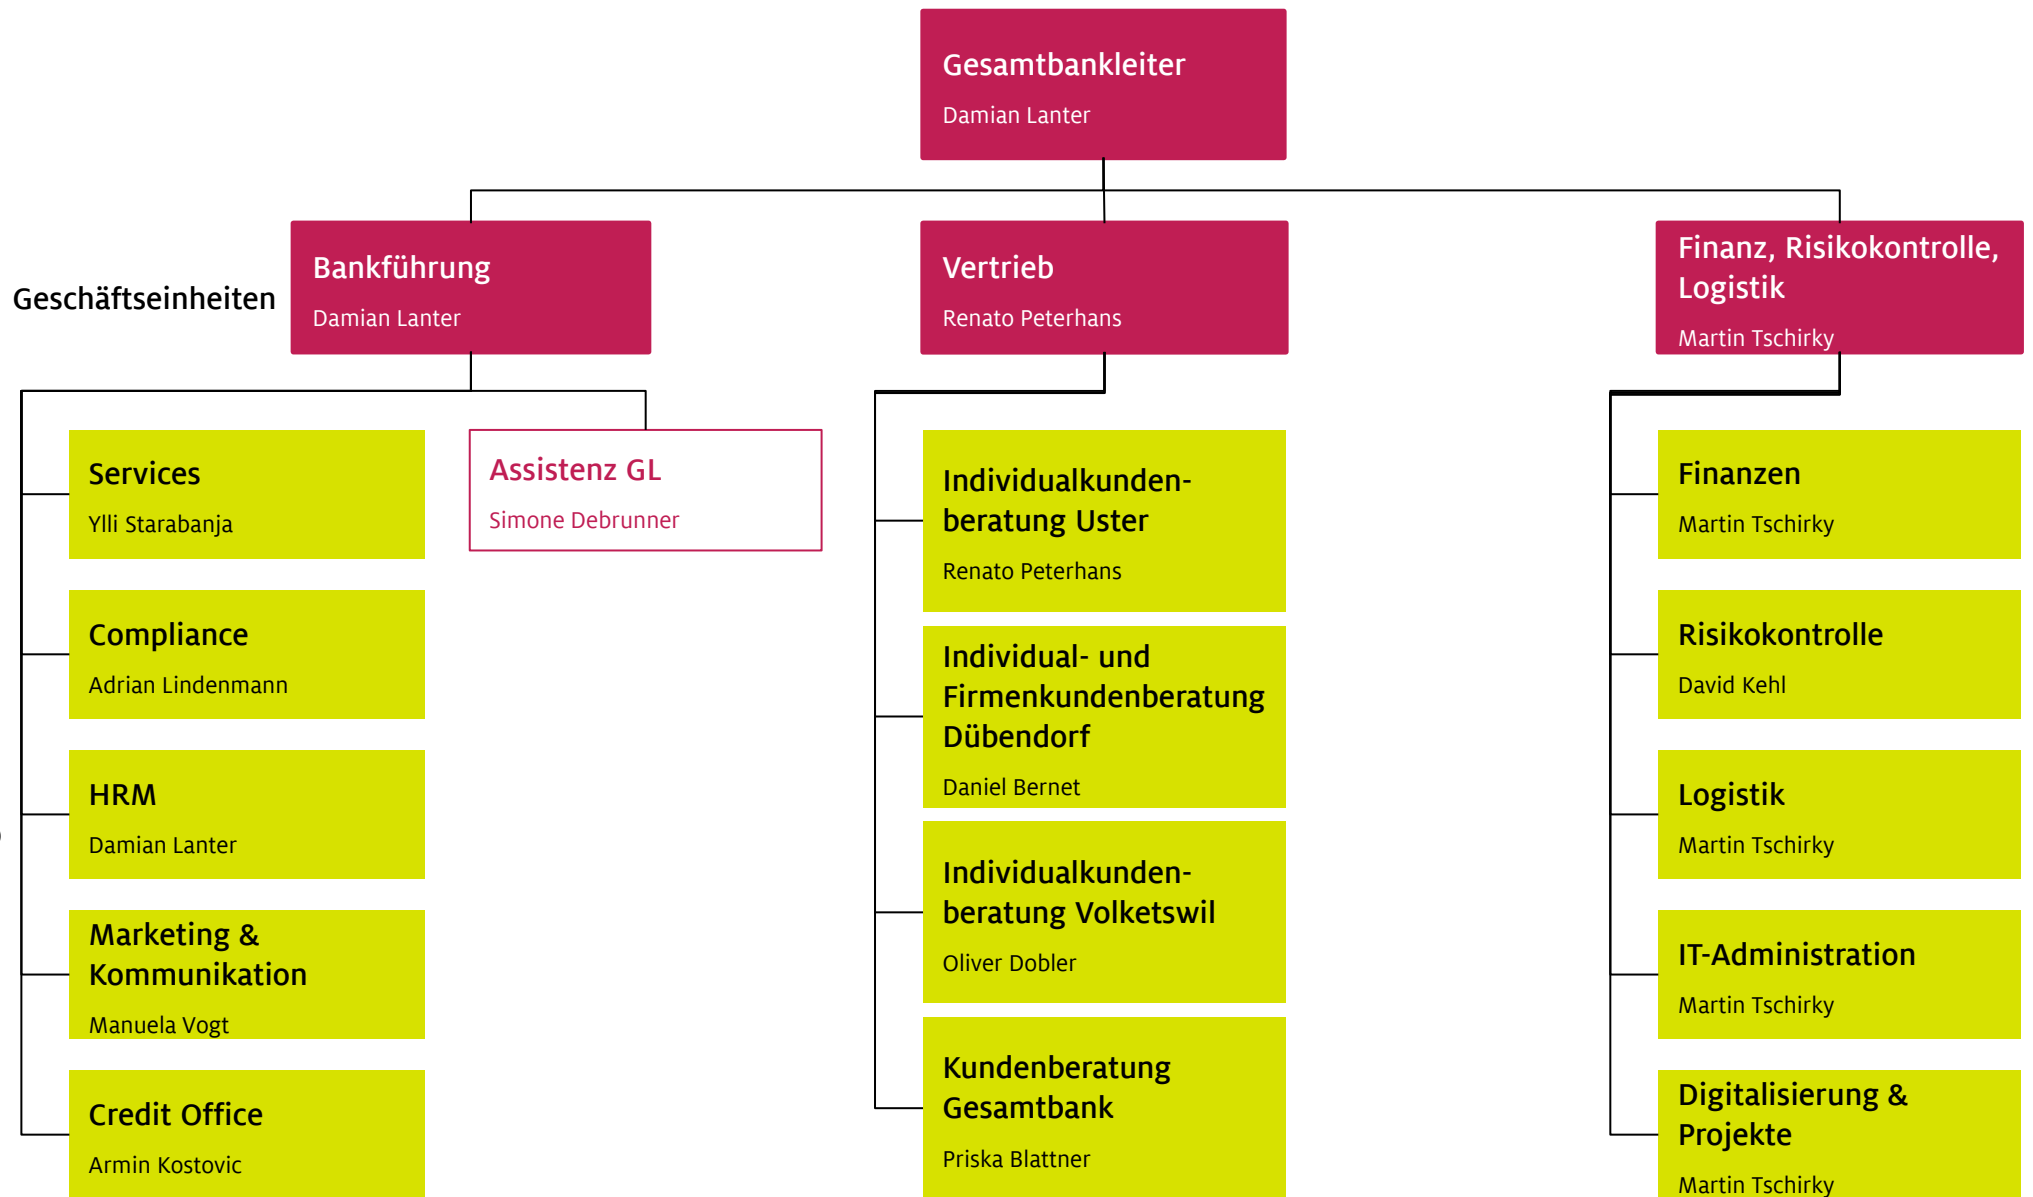 Gesamtbankleiter
Damian Lanter
Geschäftseinheiten
Bankführung
Damian Lanter
Vertrieb
Renato Peterhans
Finanz, Risikokontrolle,
Logistik
Martin Tschirky
Services
Ylli Starabanja
Assistenz GL
Simone Debrunner
Compliance
Adrian Lindenmann
HRM
Damian Lanter
Marketing &
Kommunikation
Manuela Vogt
Credit Office
Armin Kostovic
Individualkunden-
beratung Uster
Renato Peterhans
Individual- und
Firmenkundenberatung
Dübendorf
Daniel Bernet
Individualkunden-
beratung Volketswil
Oliver Dobler
Kundenberatung
Gesamtbank
Priska Blattner
Finanzen
Martin Tschirky
Risikokontrolle
David Kehl
Logistik
Martin Tschirky
IT-Administration
Martin Tschirky
Digitalisierung &
Projekte
Martin Tschirky